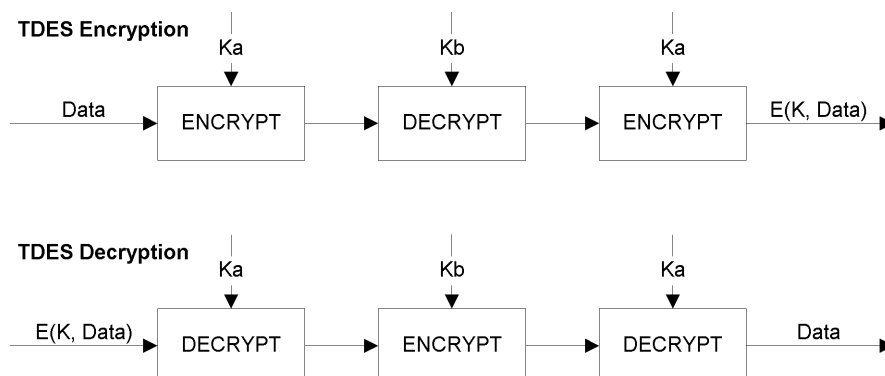 TDES Encryption
Ka Kb Ka
Data ENCRYPT DECRYPT ENCRYPT E(K, Data)
TDES Decryption
Ka Kb Ka
E(K, Data) DECRYPT ENCRYPT DECRYPT Data